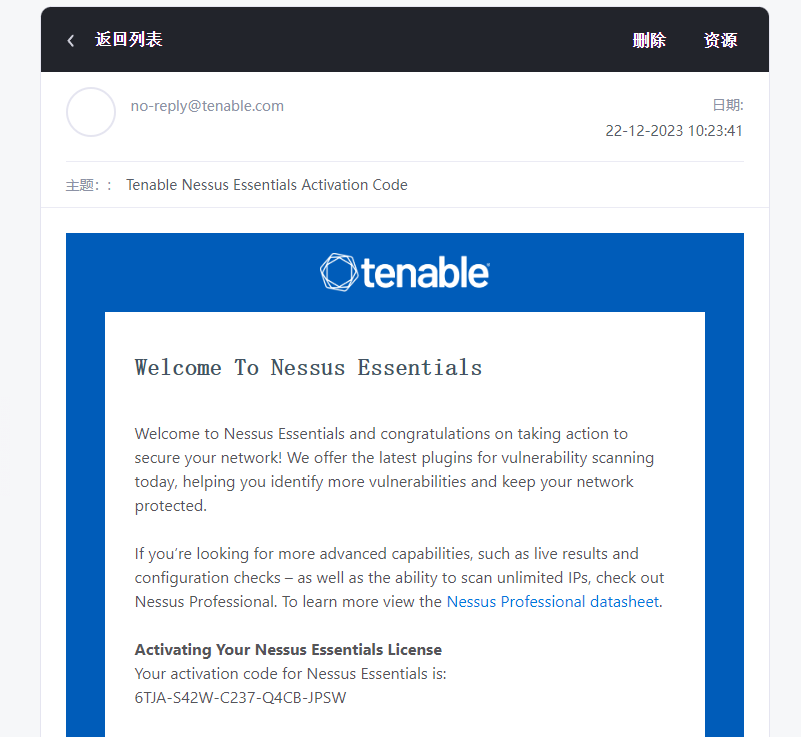 返回列表
删除
资源
no-reply@tenable.com
日期:
22-12-2023 10:23:41
主题: : Tenable Nessus Essentials Activation Code
tenable
Welcome To Nessus Essentials
Welcome to Nessus Essentials and congratulations on taking action to
secure your network! We offer the latest plugins for vulnerability scanning
today, helping you identify more vulnerabilities and keep your network
protected.
If you're looking for more advanced capabilities, such as live results and
configuration checks – as well as the ability to scan unlimited IPs, check out
Nessus Professional. To learn more view the Nessus Professional datasheet.
Activating Your Nessus Essentials License
Your activation code for Nessus Essentials is:
6TJA-S42W-C237-Q4CB-JPSW